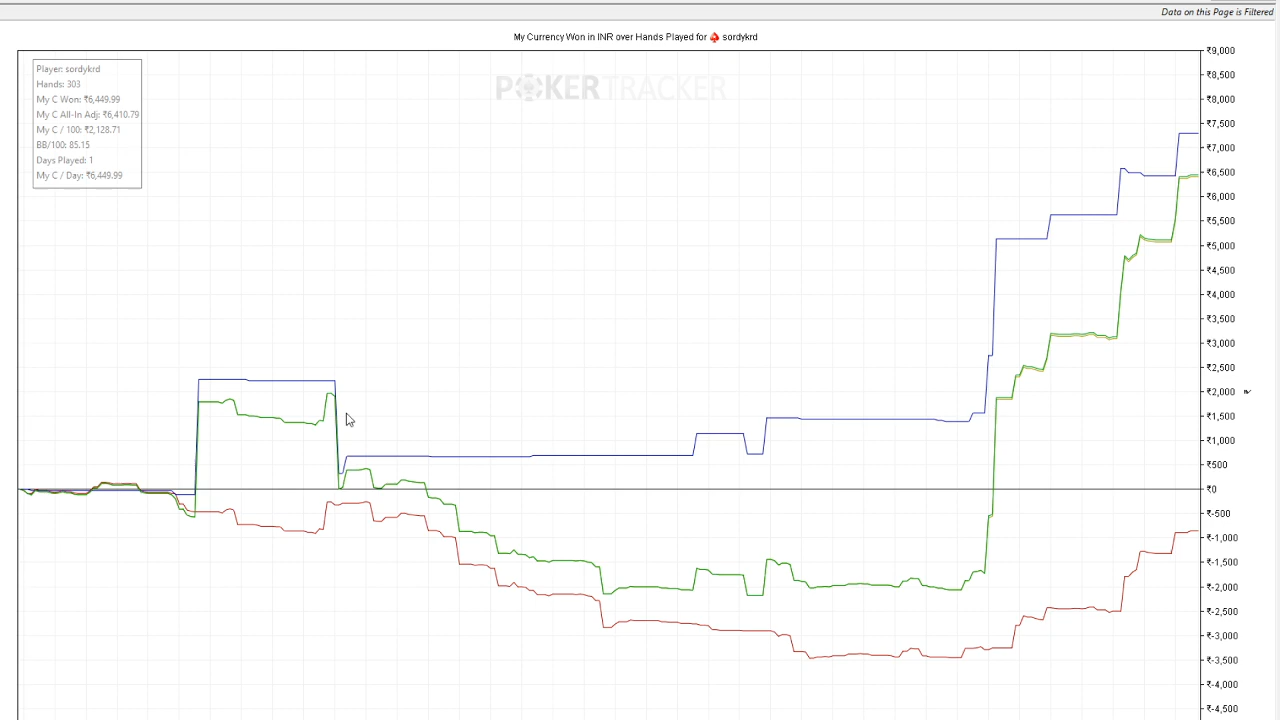 Data on this Page is Filtered
My Currency Won in INR over Hands Played for sordykrd
POKERTRACKER
Player: sordykrd
Hands: 303
My C Won: ₹6,449.99
My C All-In Adj: ₹6,410.79
My C / 100: ₹2,128.71
BB/100: 85.15
Days Played: 1
My C / Day: ₹6,449.99
₹9,000
₹8,500
₹8,000
₹7,500
₹7,000
₹6,500
₹6,000
₹5,500
₹5,000
₹4,500
₹4,000
₹3,500
₹3,000
₹2,500
₹2,000
₹1,500
₹1,000
₹500
₹0
₹-500
₹-1,000
₹-1,500
₹-2,000
₹-2,500
₹-3,000
₹-3,500
₹-4,000
₹-4,500